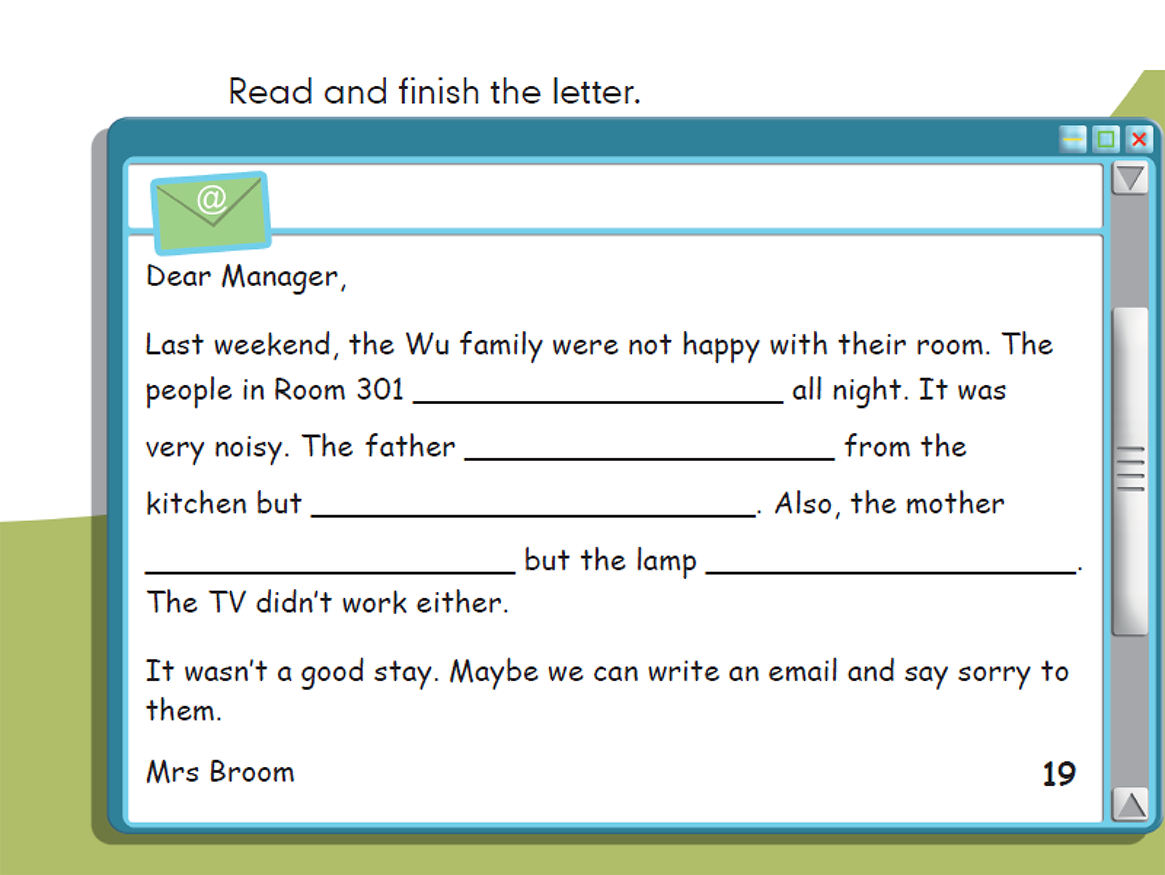 Read and finish the letter.
@
Dear Manager,
Last weekend, the Wu family were not happy with their room. The
people in Room 301 ____________________ all night. It was
very noisy. The father ____________________ from the
kitchen but ________________________. Also, the mother
____________________ but the lamp ____________________.
The TV didn't work either.
It wasn't a good stay. Maybe we can write an email and say sorry to
them.
Mrs Broom
19